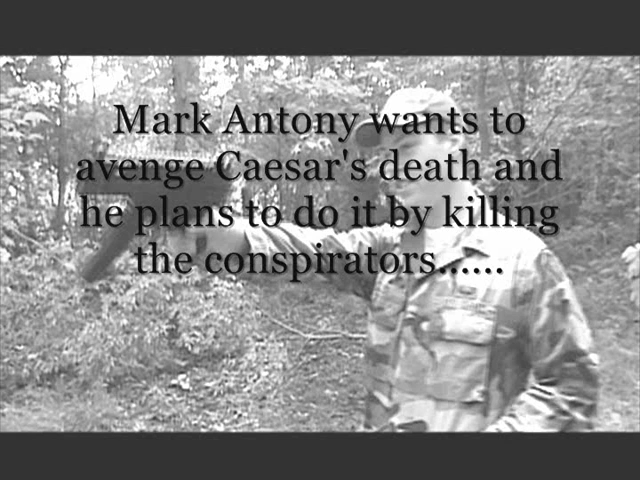 Mark Antony wants to
avenge Caesar's death and
he plans to do it by killing
the conspirators......